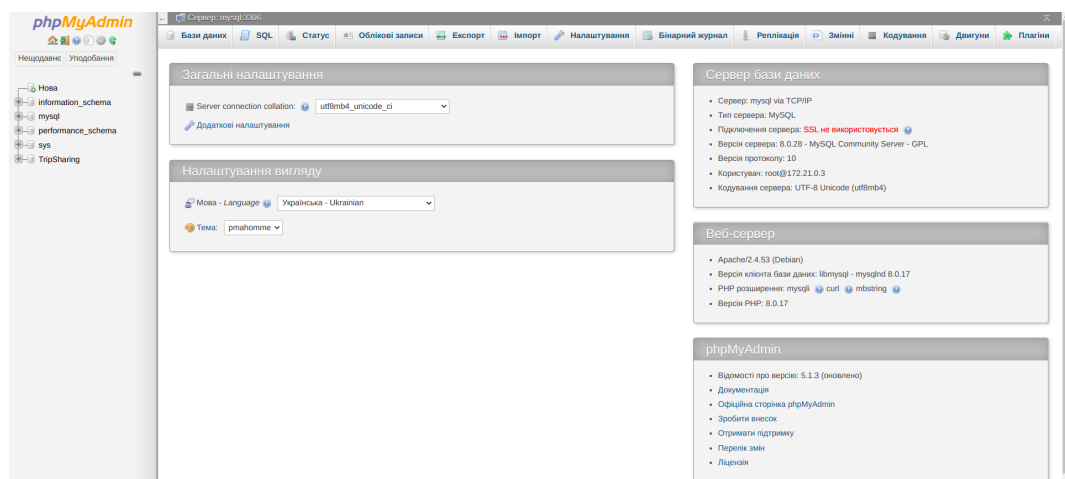 phpMyAdmin
Нещодавнє Уподобання
Нова
information_schema
mysql
performance_schema
sys
TripSharing
Сервер: mysql:3306
Бази даних SQL Статус Облікові записи Експорт Імпорт Налаштування Бінарний журнал Реплікація Змінні Кодування Двигуни Плагіни
Загальні налаштування
Server connection collation: utf8mb4_unicode_ci
Додаткові налаштування
Налаштування вигляду
Мова - Language Українська - Ukrainian
Тема: pmahomme
Сервер бази даних
• Сервер: mysql via TCP/IP
• Тип сервера: MySQL
• Підключення сервера: SSL не використовується
• Версія сервера: 8.0.28 - MySQL Community Server - GPL
• Версія протоколу: 10
• Користувач: root@172.21.0.3
• Кодування сервера: UTF-8 Unicode (utf8mb4)
Веб-сервер
• Apache/2.4.53 (Debian)
• Версія клієнта бази даних: libmysql - mysqlnd 8.0.17
• PHP розширення: mysqli curl mbstring
• Версія PHP: 8.0.17
phpMyAdmin
• Відомості про версію: 5.1.3 (оновлено)
• Документація
• Офіційна сторінка phpMyAdmin
• Зробити внесок
• Отримати підтримку
• Перелік змін
• Ліцензія